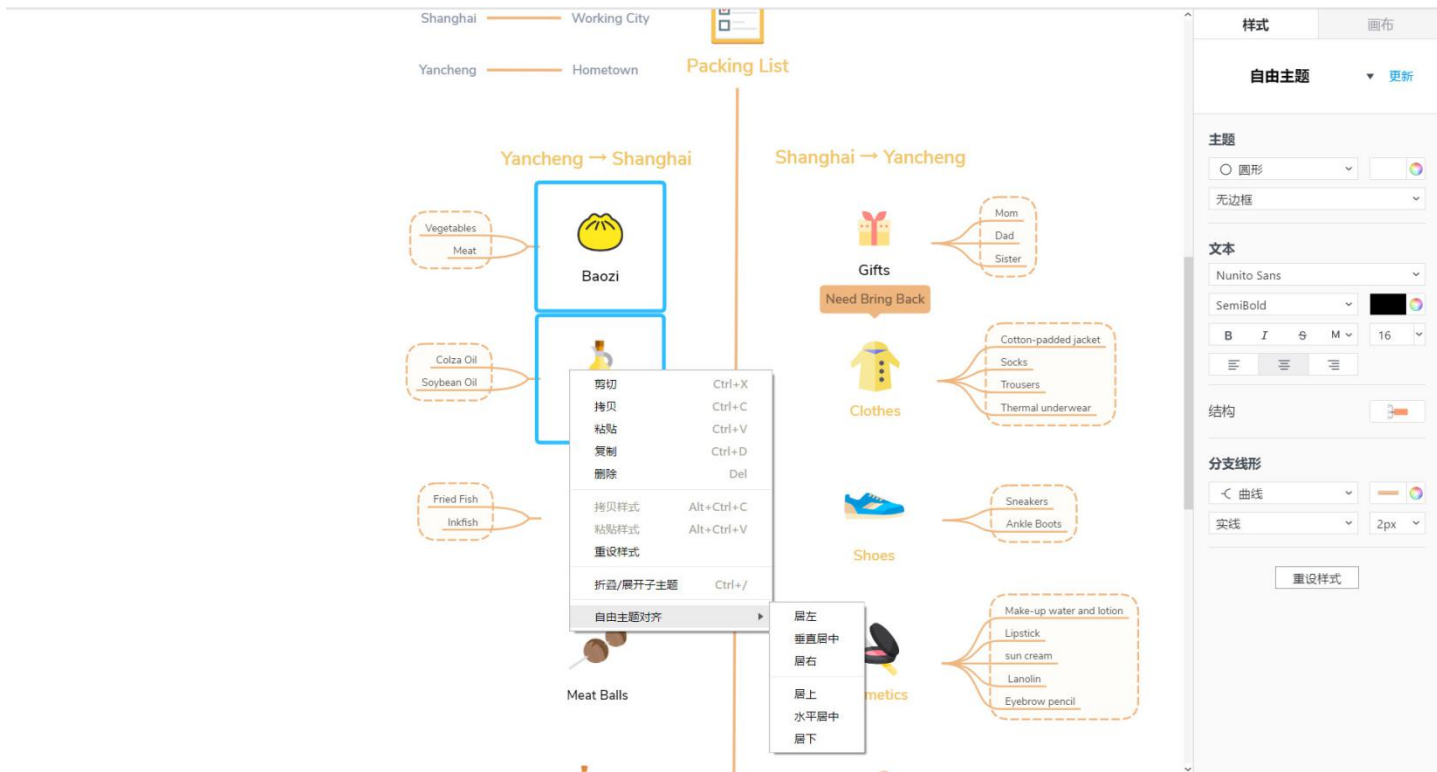 Shanghai
Working City
Yancheng
Hometown
Packing List
Yancheng → Shanghai
Shanghai → Yancheng
Vegetables
Meat
Baozi
Mom
Dad
Sister
Gifts
Need Bring Back
Colza Oil
Soybean Oil
Cotton-padded jacket
Socks
Trousers
Thermal underwear
Clothes
Fried Fish
Inkfish
Sneakers
Ankle Boots
Shoes
Meat Balls
Make-up water and lotion
Lipstick
sun cream
Lanolin
Eyebrow pencil
metics
剪切 Ctrl+X
拷贝 Ctrl+C
粘贴 Ctrl+V
复制 Ctrl+D
删除 Del
拷贝样式 Alt+Ctrl+C
粘贴样式 Alt+Ctrl+V
重设样式
折叠/展开子主题 Ctrl+/
自由主题对齐
居左
垂直居中
居右
居上
水平居中
居下
样式 画布
自由主题 更新
主题
圆形
无边框
文本
Nunito Sans
SemiBold
B I S M 16
结构
分支线形
曲线
实线 2px
重设样式